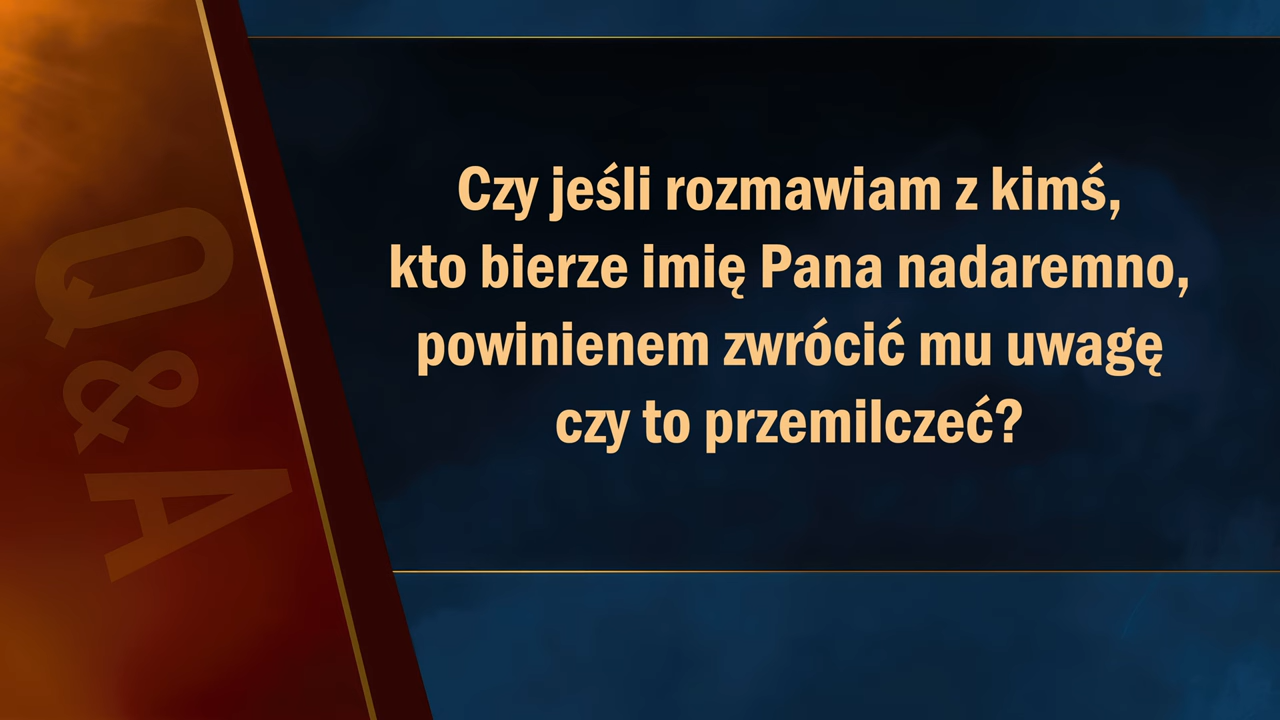 Q & A
Czy jeśli rozmawiam z kimś,
kto bierze imię Pana nadaremno,
powinienem zwrócić mu uwagę
czy to przemilczeć?